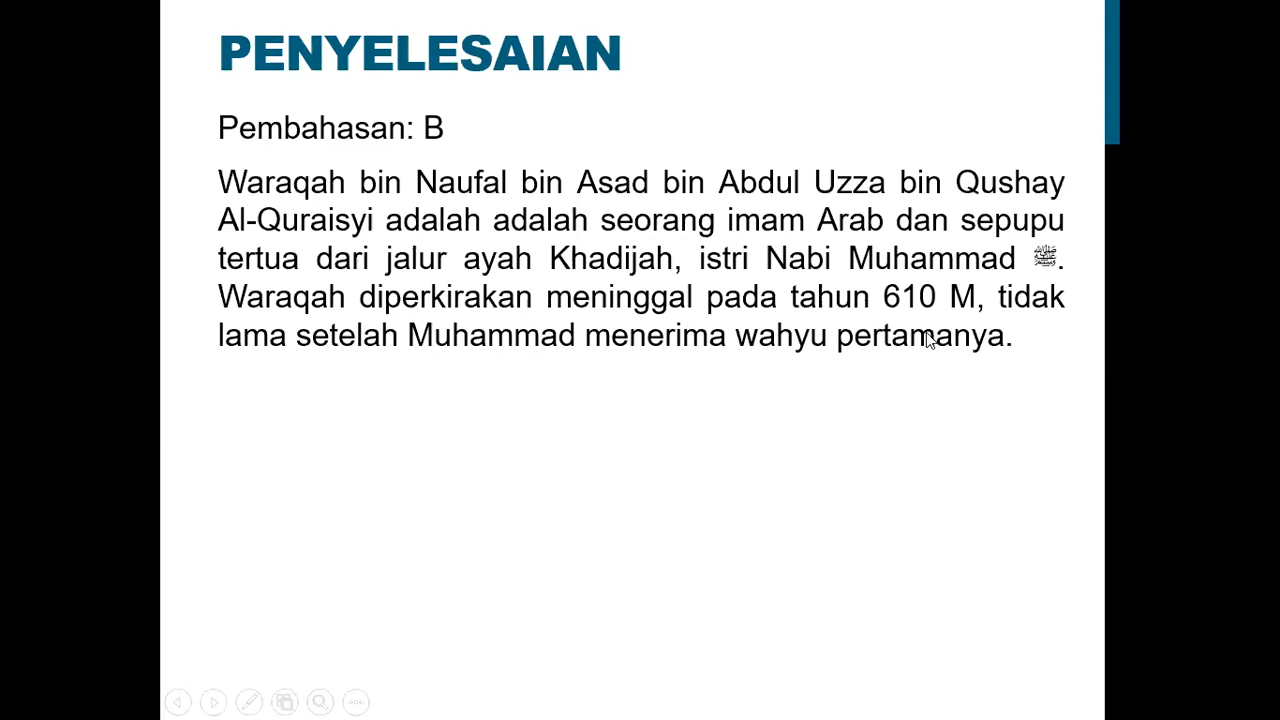 PENYELESAIAN
Pembahasan: B
Waraqah bin Naufal bin Asad bin Abdul Uzza bin Qushay
Al-Quraisyi adalah adalah seorang imam Arab dan sepupu
tertua dari jalur ayah Khadijah, istri Nabi Muhammad ﷺ.
Waraqah diperkirakan meninggal pada tahun 610 M, tidak
lama setelah Muhammad menerima wahyu pertamanya.